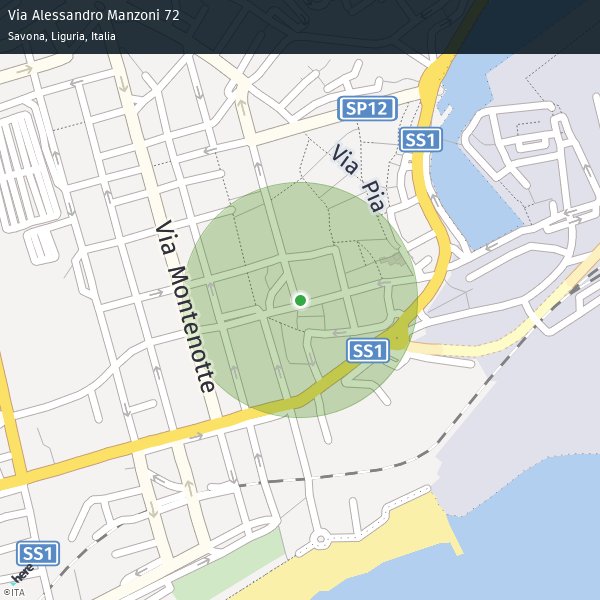 Via Alessandro Manzoni 72
Savona, Liguria, Italia
SP12
SS1
Via Pia
Via Montenotte
SS1
SS1
here
©ITA